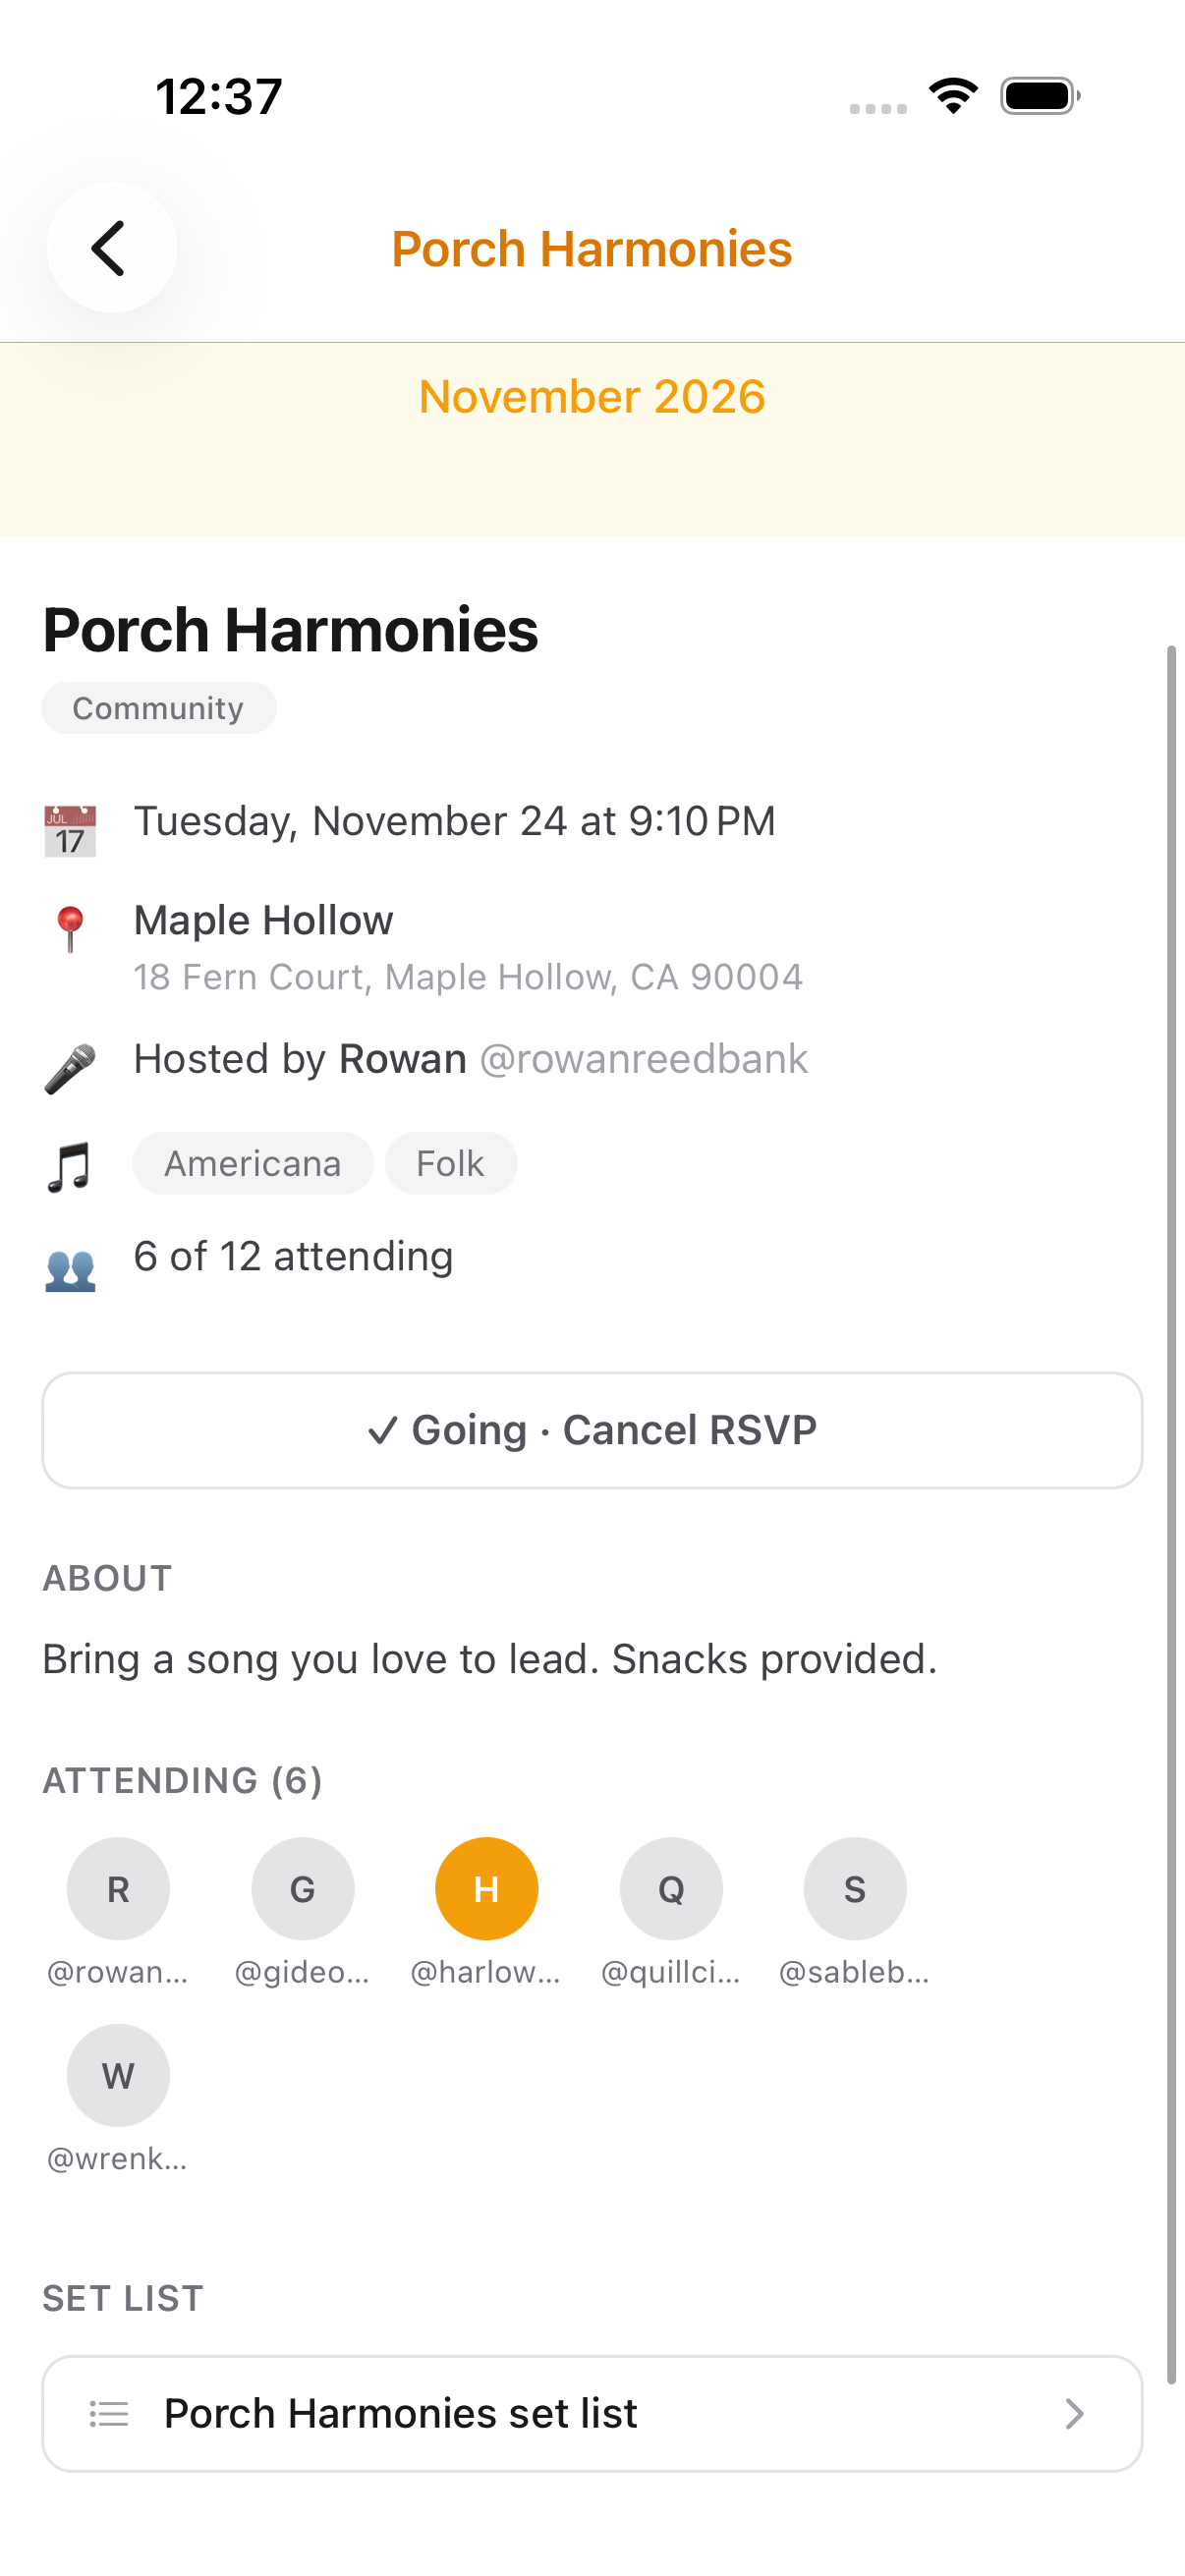 12:37
Porch Harmonies
November 2026
Porch Harmonies
Community
JUL
17
Tuesday, November 24 at 9:10 PM
Maple Hollow
18 Fern Court, Maple Hollow, CA 90004
Hosted by Rowan @rowanreedbank
Americana Folk
6 of 12 attending
✓ Going · Cancel RSVP
ABOUT
Bring a song you love to lead. Snacks provided.
ATTENDING (6)
R G H Q S
@rowan... @gideo... @harlow... @quillci... @sableb...
W
@wrenk...
SET LIST
Porch Harmonies set list